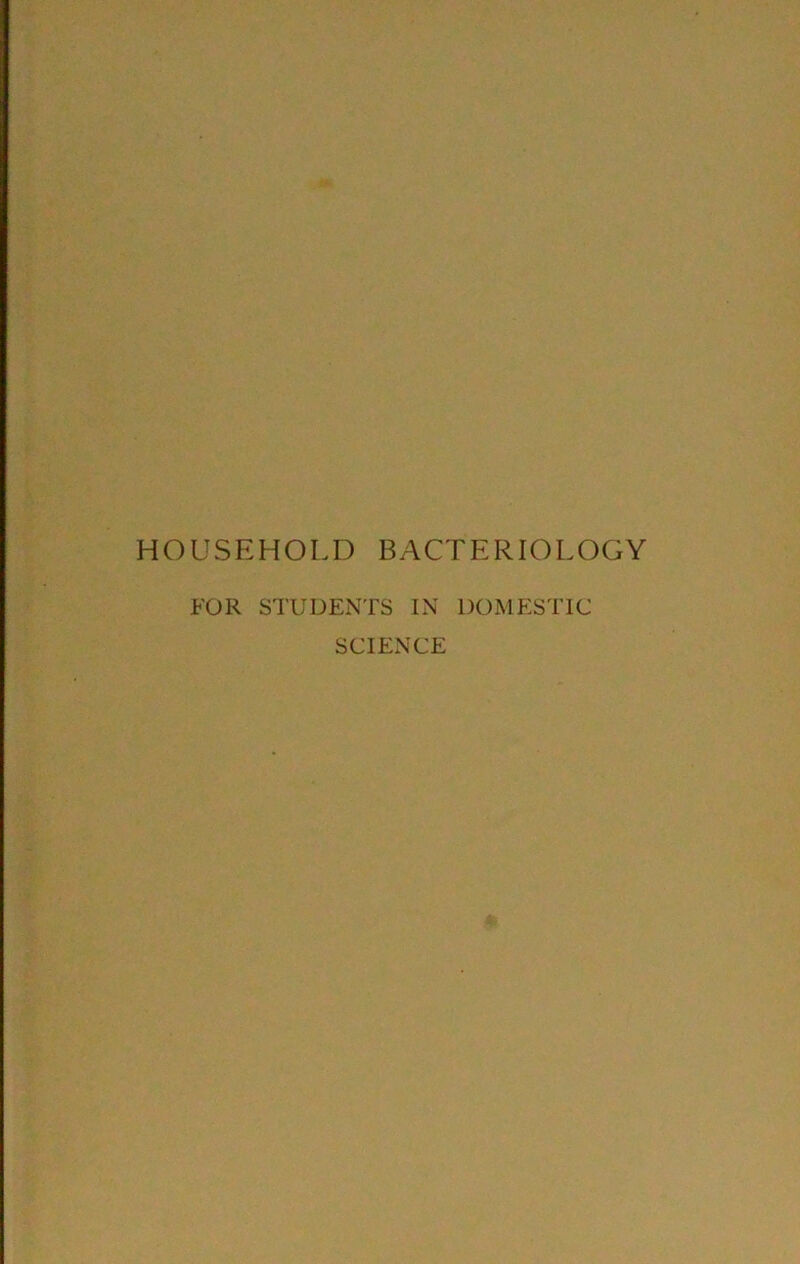 HOUSEHOLD BACTERIOLOGY
FOR STUDENTS IN DOMESTIC
SCIENCE